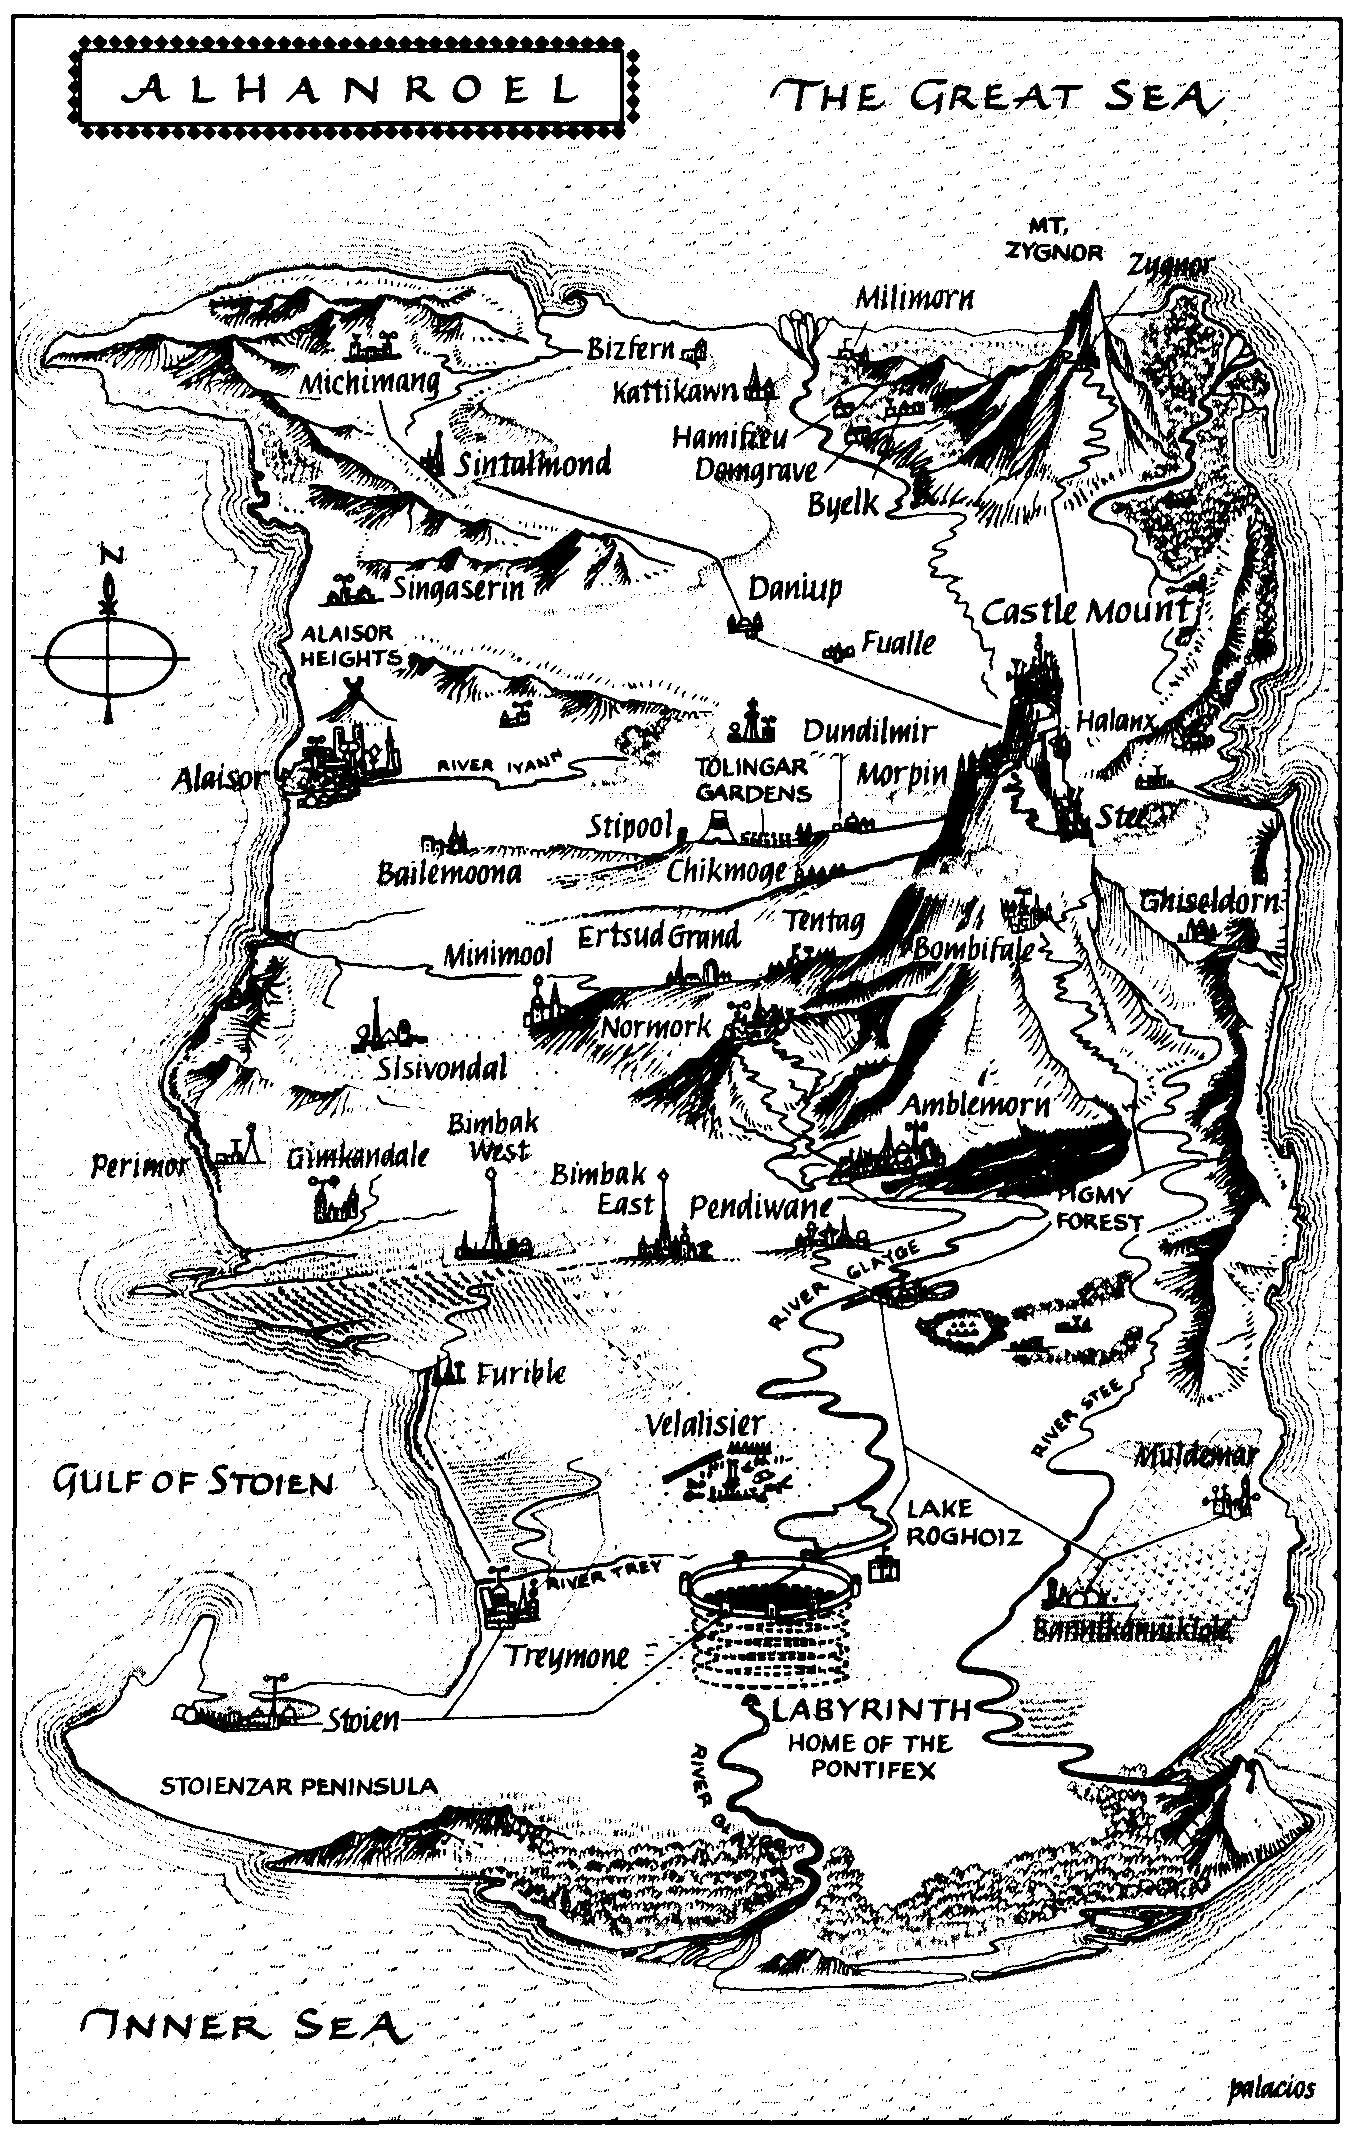 ALHANROEL
THE GREAT SEA
MT.
ZYGNOR
Zygnor
Milimorn
Bizfern
Michimang
Kattikawn
Hamifieu
Sintalmond
Domgrave
Byelk
N
Singaserin
Daniup
Castle Mount
ALAISOR
HEIGHTS
Fualle
Dundilmir
Halanx
RIVER IYANN
TOLINGAR
GARDENS
Morpin
Alaisor
Stipool
Stee
Bailemoona
Chikmoge
Ghiseldorn
Tentag
Ertsud Grand
Minimool
Bombifale
Normork
Sisivondal
Amblemorn
Bimbak
West
Perimor
Gimkandale
Bimbak
East
Pendiwane
PIGMY
FOREST
RIVER GLAYGE
Furible
RIVER STEE
Velalisier
Muldemar
GULF OF STOIEN
LAKE
ROGHOIZ
RIVER TREY
Bannikanniklole
Treymone
Stoien
LABYRINTH
HOME OF THE
PONTIFEX
STOIENZAR PENINSULA
RIVER
INNER SEA
palacios